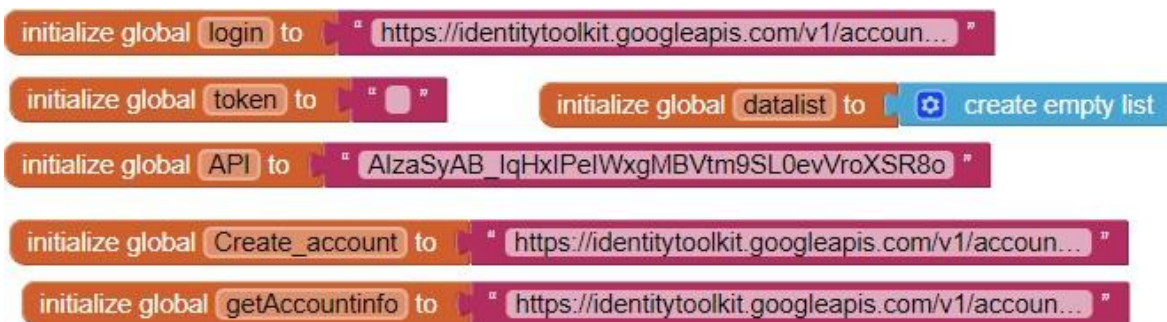 initialize global login to " https://identitytoolkit.googleapis.com/v1/accoun... "
initialize global token to " "
initialize global datalist to create empty list
initialize global API to " AIzaSyAB_IqHxIPeIWxgMBVtm9SL0evVroXSR8o "
initialize global Create_account to " https://identitytoolkit.googleapis.com/v1/accoun... "
initialize global getAccountinfo to " https://identitytoolkit.googleapis.com/v1/accoun... "